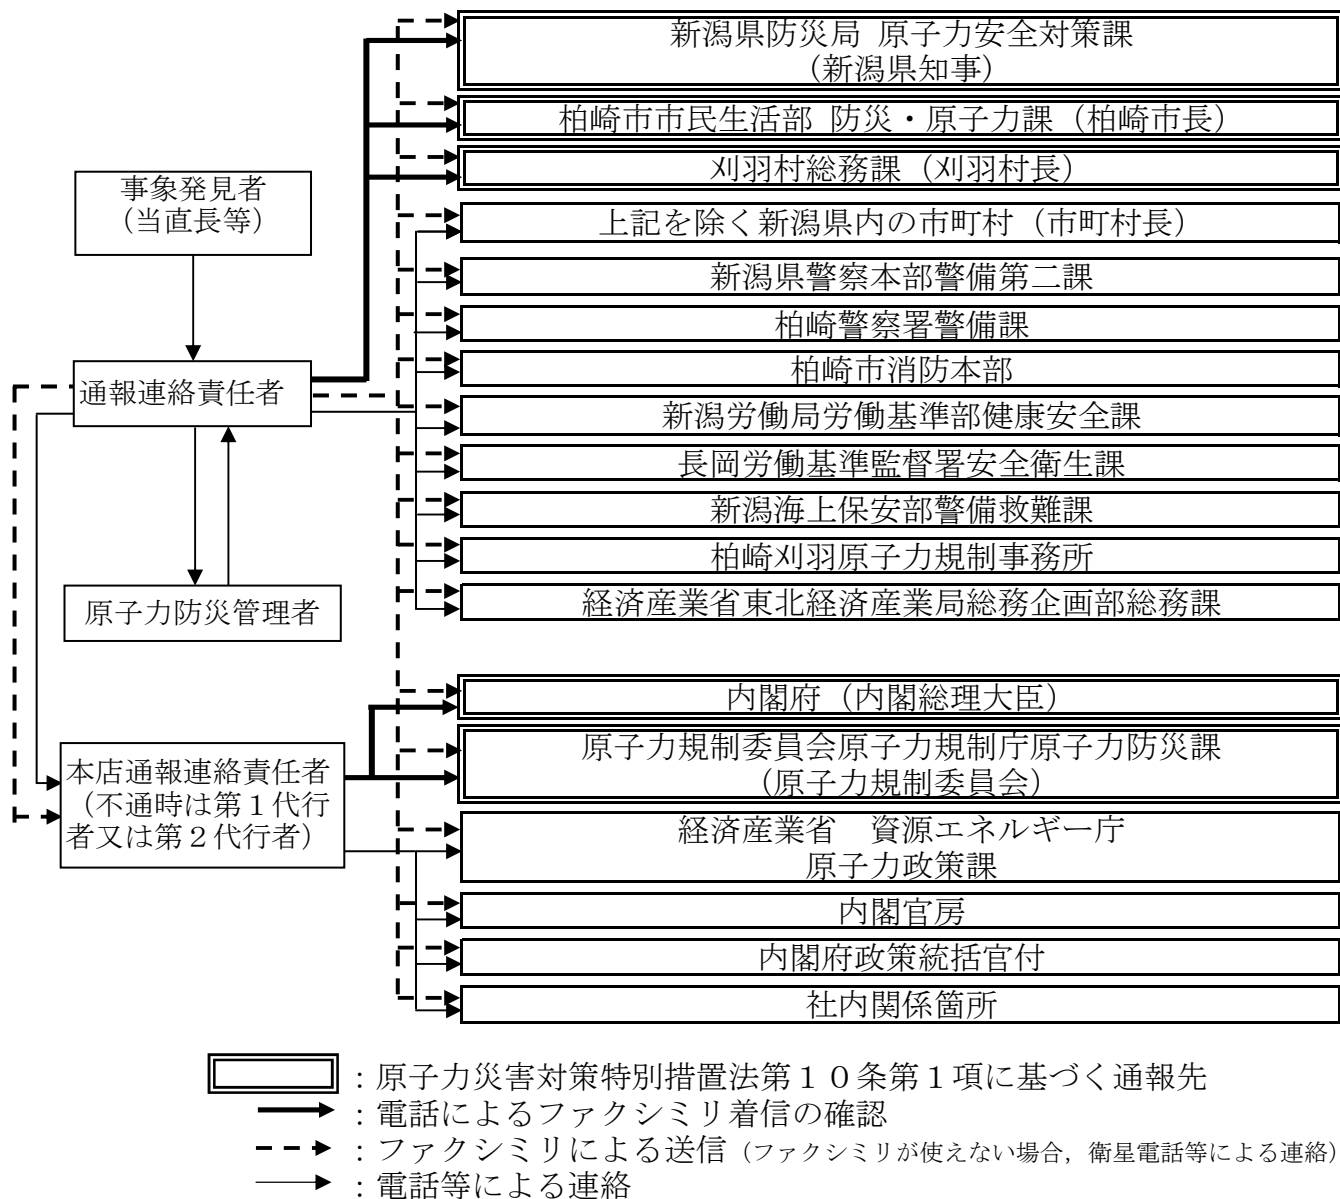 新潟県防災局 原子力安全対策課
（新潟県知事）
柏崎市市民生活部 防災・原子力課（柏崎市長）
刈羽村総務課（刈羽村長）
事象発見者
（当直長等）
上記を除く新潟県内の市町村（市町村長）
新潟県警察本部警備第二課
柏崎警察署警備課
柏崎市消防本部
通報連絡責任者
新潟労働局労働基準部健康安全課
長岡労働基準監督署安全衛生課
新潟海上保安部警備救難課
柏崎刈羽原子力規制事務所
経済産業省東北経済産業局総務企画部総務課
原子力防災管理者
内閣府（内閣総理大臣）
原子力規制委員会原子力規制庁原子力防災課
（原子力規制委員会）
本店通報連絡責任者
（不通時は第１代行
者又は第２代行者）
経済産業省　資源エネルギー庁
原子力政策課
内閣官房
内閣府政策統括官付
社内関係箇所
：原子力災害対策特別措置法第１０条第１項に基づく通報先
：電話によるファクシミリ着信の確認
：ファクシミリによる送信（ファクシミリが使えない場合，衛星電話等による連絡）
：電話等による連絡